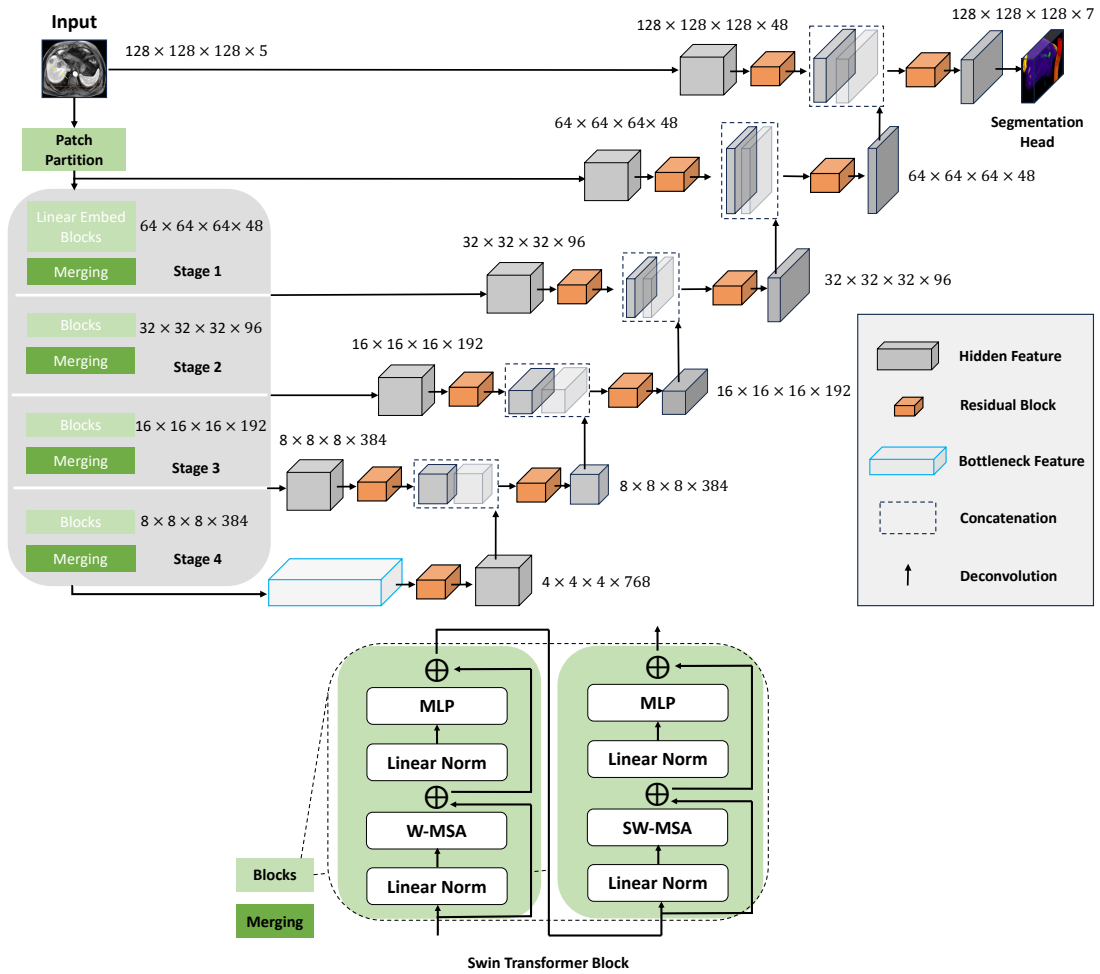 Input
128 × 128 × 128 × 5
128 × 128 × 128 × 48
128 × 128 × 128 × 7
Segmentation
Head
Patch
Partition
64 × 64 × 64× 48
64 × 64 × 64 × 48
Linear Embed
Blocks
64 × 64 × 64× 48
Merging
Stage 1
32 × 32 × 32 × 96
32 × 32 × 32 × 96
Blocks
32 × 32 × 32 × 96
Merging
Stage 2
16 × 16 × 16 × 192
16 × 16 × 16 × 192
Blocks
16 × 16 × 16 × 192
Merging
Stage 3
8 × 8 × 8 × 384
8 × 8 × 8 × 384
Blocks
8 × 8 × 8 × 384
Merging
Stage 4
4 × 4 × 4 × 768
Hidden Feature
Residual Block
Bottleneck Feature
Concatenation
Deconvolution
MLP
Linear Norm
W-MSA
Linear Norm
MLP
Linear Norm
SW-MSA
Linear Norm
Blocks
Merging
Swin Transformer Block